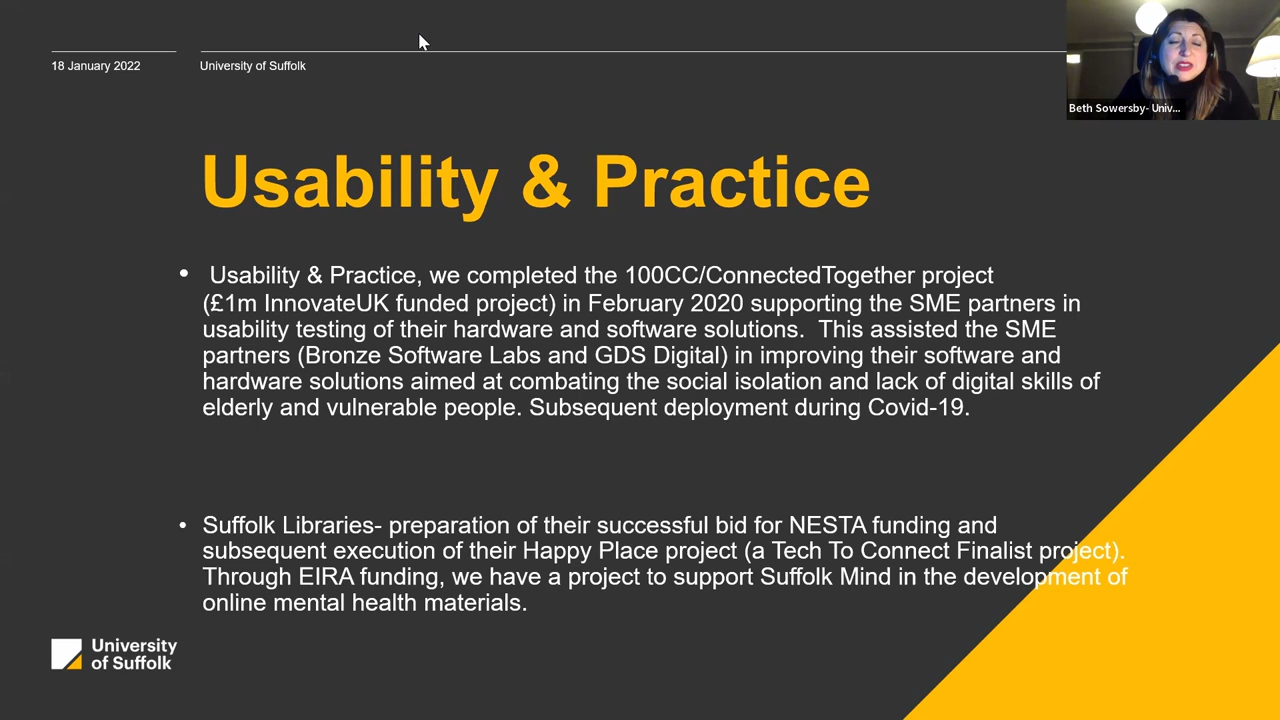 18 January 2022
University of Suffolk
Beth Sowersby- Univ...
Usability & Practice
• Usability & Practice, we completed the 100CC/ConnectedTogether project
(£1m InnovateUK funded project) in February 2020 supporting the SME partners in
usability testing of their hardware and software solutions.  This assisted the SME
partners (Bronze Software Labs and GDS Digital) in improving their software and
hardware solutions aimed at combating the social isolation and lack of digital skills of
elderly and vulnerable people. Subsequent deployment during Covid-19.
• Suffolk Libraries- preparation of their successful bid for NESTA funding and
subsequent execution of their Happy Place project (a Tech To Connect Finalist project).
Through EIRA funding, we have a project to support Suffolk Mind in the development of
online mental health materials.
University
of Suffolk